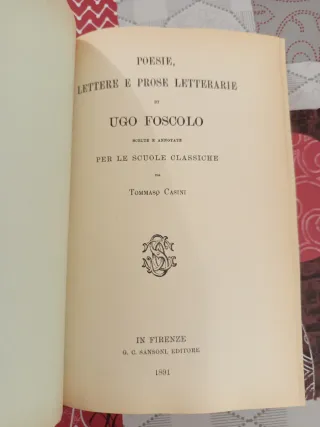 POESIE,
LETTERE E PROSE LETTERARIE
DI
UGO FOSCOLO
SCELTE E ANNOTATE
PER LE SCUOLE CLASSICHE
DA
TOMMASO CASINI
IN FIRENZE
G. C. SANSONI, EDITORE
1891